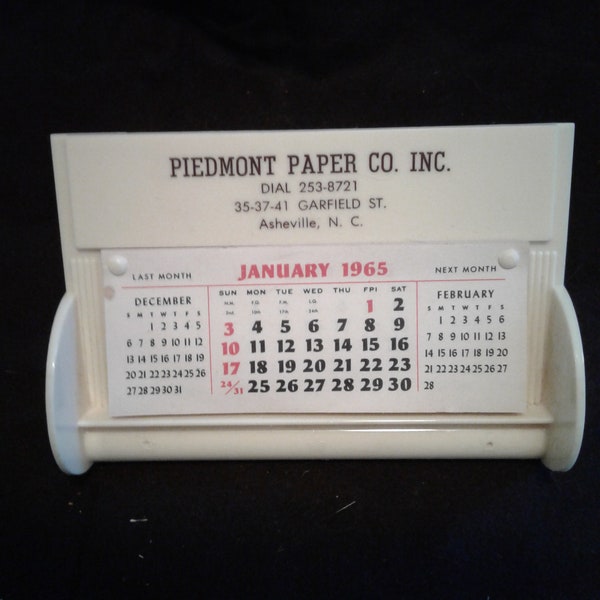 PIEDMONT PAPER CO. INC.
DIAL 253-8721
35-37-41 GARFIELD ST.
Asheville, N. C.
LAST MONTH
JANUARY 1965
NEXT MONTH
DECEMBER
S M T W T F S
1 2 3 4 5
6 7 8 9 10 11 12
13 14 15 16 17 18 19
20 21 22 23 24 25 26
27 28 29 30 31
SUN MON TUE WED THU FRI SAT
N.M. F.Q. F.M. L.Q.
2nd. 10th 17th 24th
1 2
3 4 5 6 7 8 9
10 11 12 13 14 15 16
17 18 19 20 21 22 23
24/31 25 26 27 28 29 30
FEBRUARY
S M T W T F S
1 2 3 4 5 6
7 8 9 10 11 12 13
14 15 16 17 18 19 20
21 22 23 24 25 26 27
28